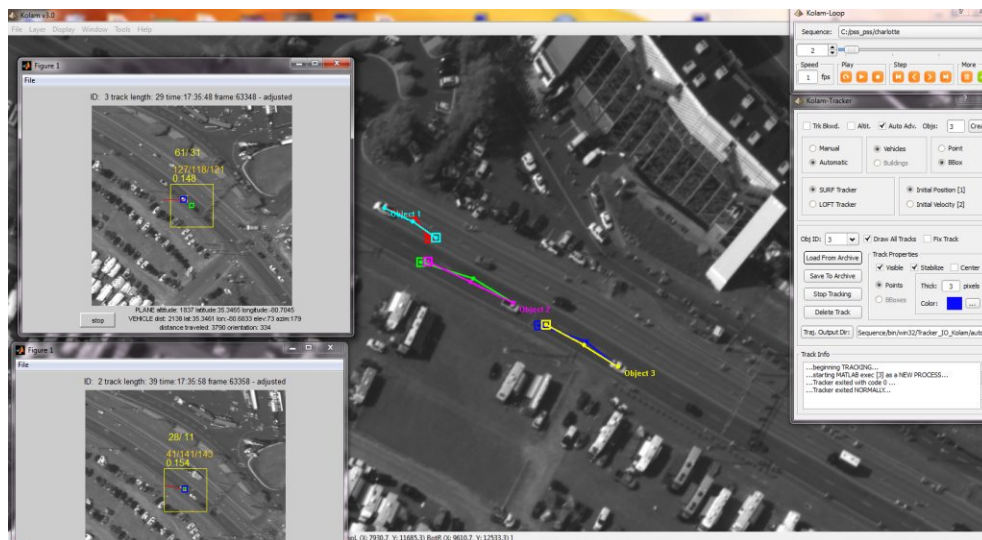 Kolam v3.0
File Layer Display Window Tools Help
Figure 1
File
ID: 3 track length: 29 time:17:35:48 frame:63348 - adjusted
61/ 31
127/118/121
0.148
PLANE altitude: 1837 latitude:35.3465 longitude:-80.7045
VEHICLE dist: 2138 lat:35.3461 lon:-80.6833 elev:73 azim:179
distance traveled: 3790 orientation: 334
stop
Figure 1
File
ID: 2 track length: 39 time:17:35:58 frame:63358 - adjusted
28/ 11
41/141/143
0.154
Object 1
Object 2
Object 3
Kolam-Loop
Sequence: C:/pss_pss/charlotte
2
Speed Play Step More
1 fps
Kolam-Tracker
Trk Bkwd. Altit. Auto Adv. Objs: 3 Crea
Manual Vehicles Point
Automatic Buildings BBox
SURF Tracker Initial Position [1]
LOFT Tracker Initial Velocity [2]
Obj ID: 3 Draw All Tracks Fix Track
Load From Archive Track Properties
Save To Archive Visible Stabilize Center
Stop Tracking Points Thick: 3 pixels
Delete Track BBoxes Color: ...
Traj. Output Dir: Sequence/bin/win32/Tracker_IO_Kolam/auto
Track Info
...beginning TRACKING...
...starting MATLAB exec [3] as a NEW PROCESS...
...Tracker exited with code 0 ...
...Tracker exited NORMALLY...